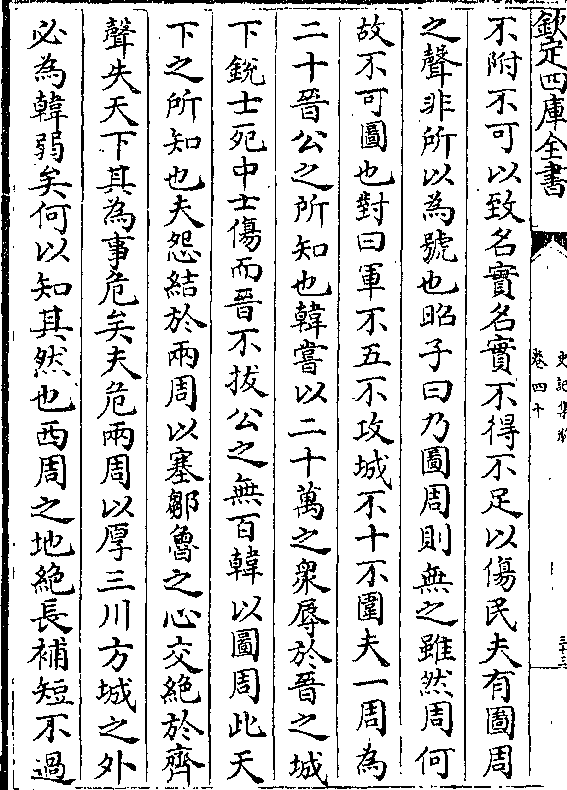 欽定四庫全書
史記集解
卷四十
不附不可以致名實名實不得不足以傷民夫有圖周
之聲非所以為號也昭子曰乃圖周則無之雖然周何
故不可圖也對曰軍不五不攻城不十不圍夫一周為
二十晉公之所知也韓嘗以二十萬之衆辱於晉之城
下銳士死中士傷而晉不拔公之無百韓以圖周此天
下之所知也夫怨結於兩周以塞鄒魯之心交絶於齊
聲失天下其為事危矣夫危兩周以厚三川方城之外
必為韓弱矣何以知其然也西周之地絶長補短不過